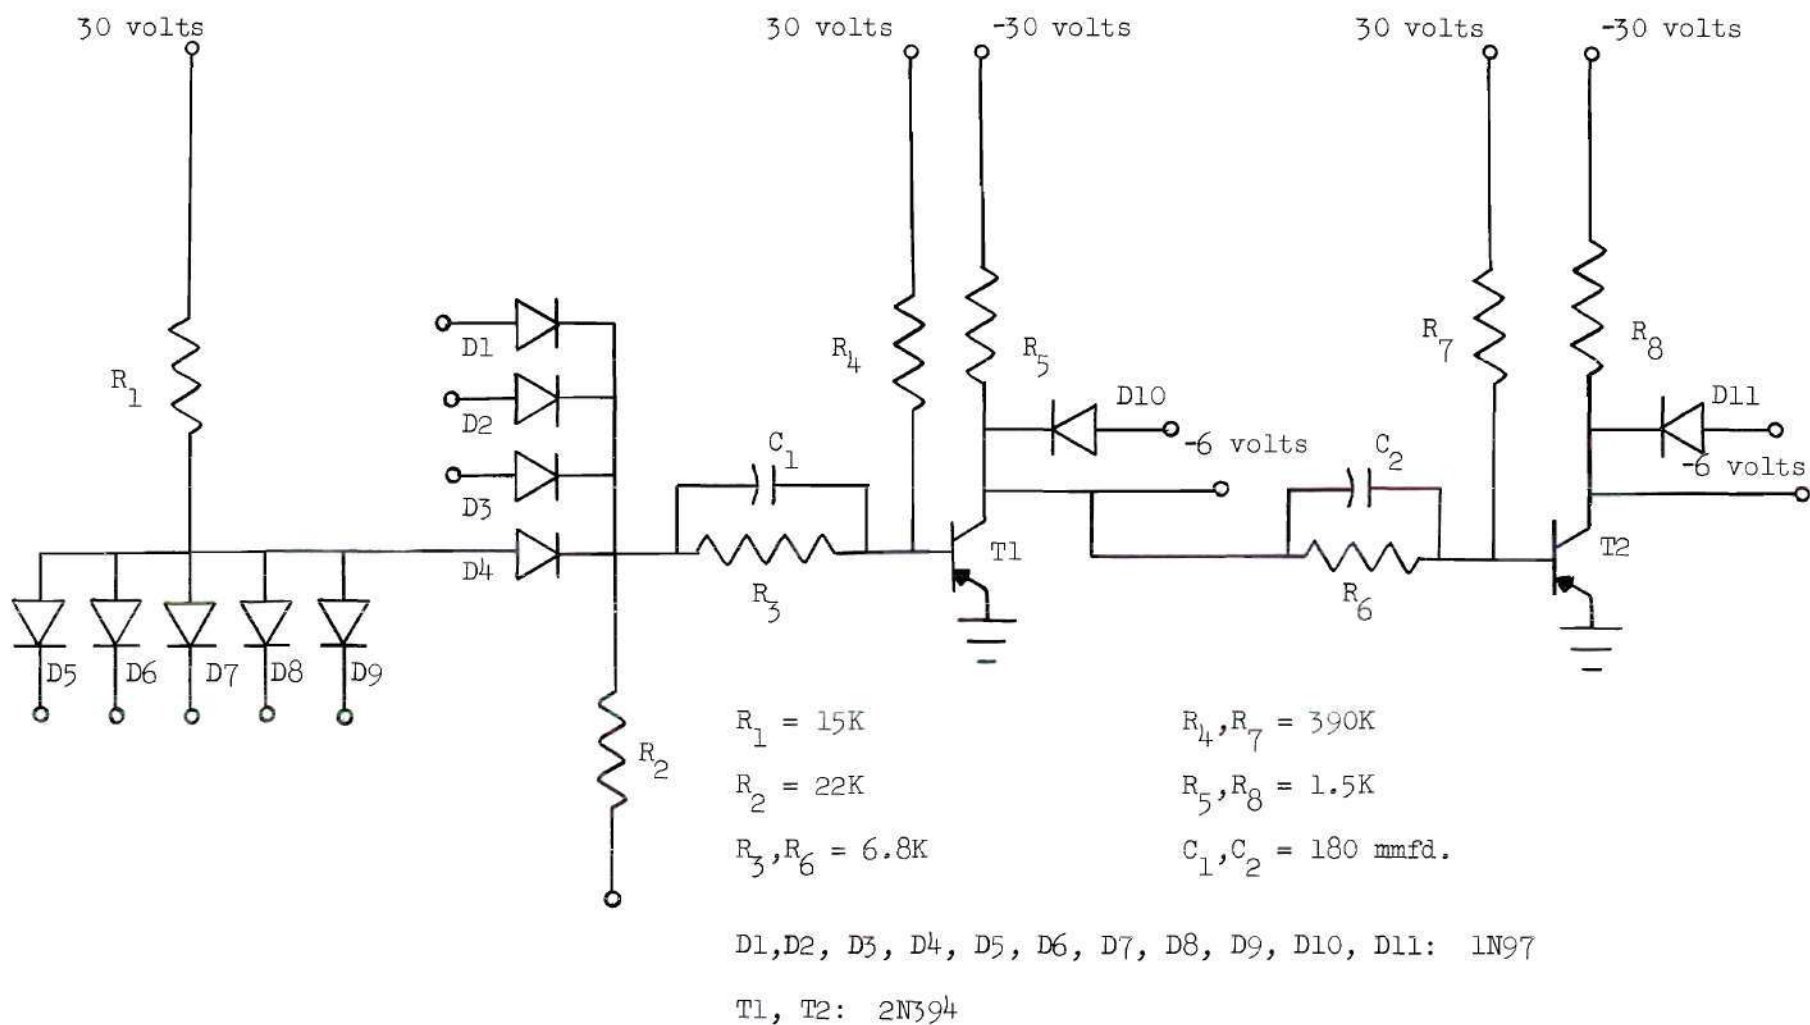 30 volts
30 volts
-30 volts
30 volts
-30 volts
R1
D1
D2
D3
D4
C1
R3
R4
R5
D10
-6 volts
T1
C2
R6
R7
R8
D11
-6 volts
T2
D5
D6
D7
D8
D9
R2
R1 = 15K
R4,R7 = 390K
R2 = 22K
R5,R8 = 1.5K
R3,R6 = 6.8K
C1,C2 = 180 mmfd.
D1,D2, D3, D4, D5, D6, D7, D8, D9, D10, D11: 1N97
T1, T2: 2N394